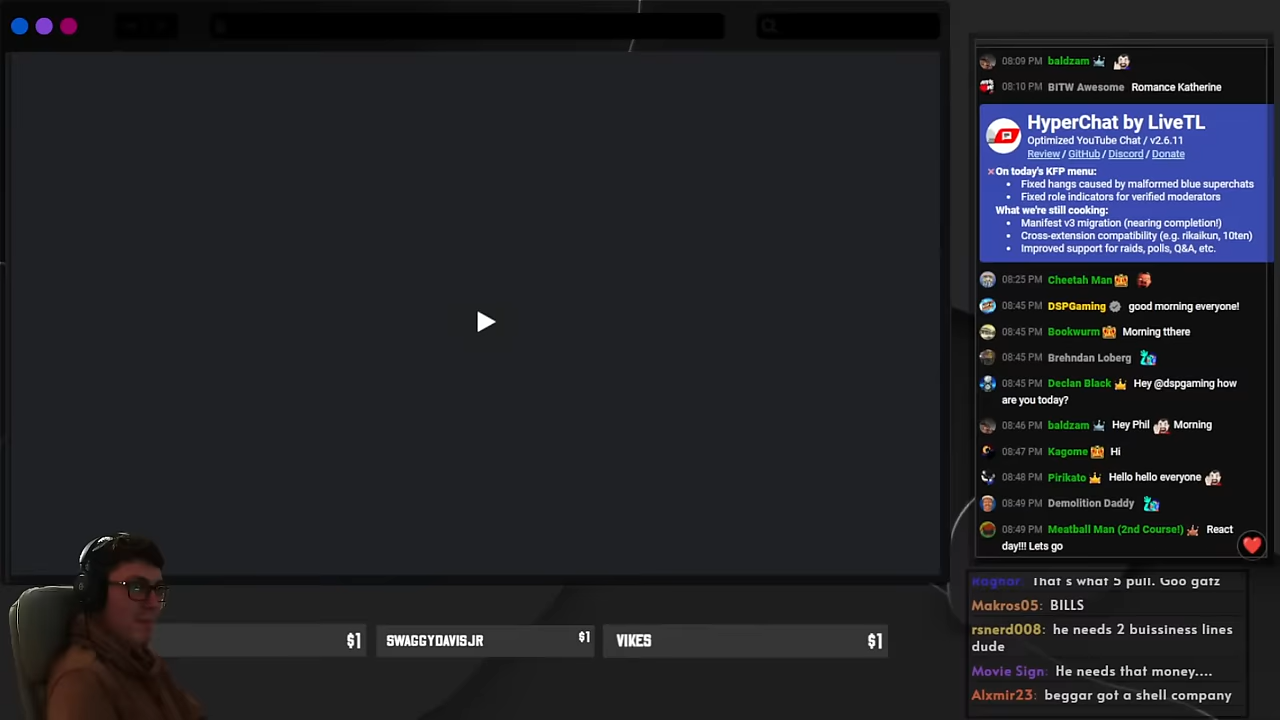 08:09 PM baldzam
08:10 PM BITW Awesome Romance Katherine
HyperChat by LiveTL
Optimized YouTube Chat / v2.6.11
Review / GitHub / Discord / Donate
On today's KFP menu:
• Fixed hangs caused by malformed blue superchats
• Fixed role indicators for verified moderators
What we're still cooking:
• Manifest v3 migration (nearing completion!)
• Cross-extension compatibility (e.g. rikaikun, 10ten)
• Improved support for raids, polls, Q&A, etc.
08:25 PM Cheetah Man
08:45 PM DSPGaming good morning everyone!
08:45 PM Bookwurm Morning tthere
08:45 PM Brehndan Loberg
08:45 PM Declan Black Hey @dspgaming how
are you today?
08:46 PM baldzam Hey Phil Morning
08:47 PM Kagome Hi
08:48 PM Pirikato Hello hello everyone
08:49 PM Demolition Daddy
08:49 PM Meatball Man (2nd Course!) React
day!!! Lets go
Ragnar: That's what 5 pull. Goo gatz
Makros05: BILLS
rsnerd008: he needs 2 buissiness lines
dude
Movie Sign: He needs that money....
Alxmir23: beggar got a shell company
$1
SWAGGYDAVISJR $1
VIKES $1